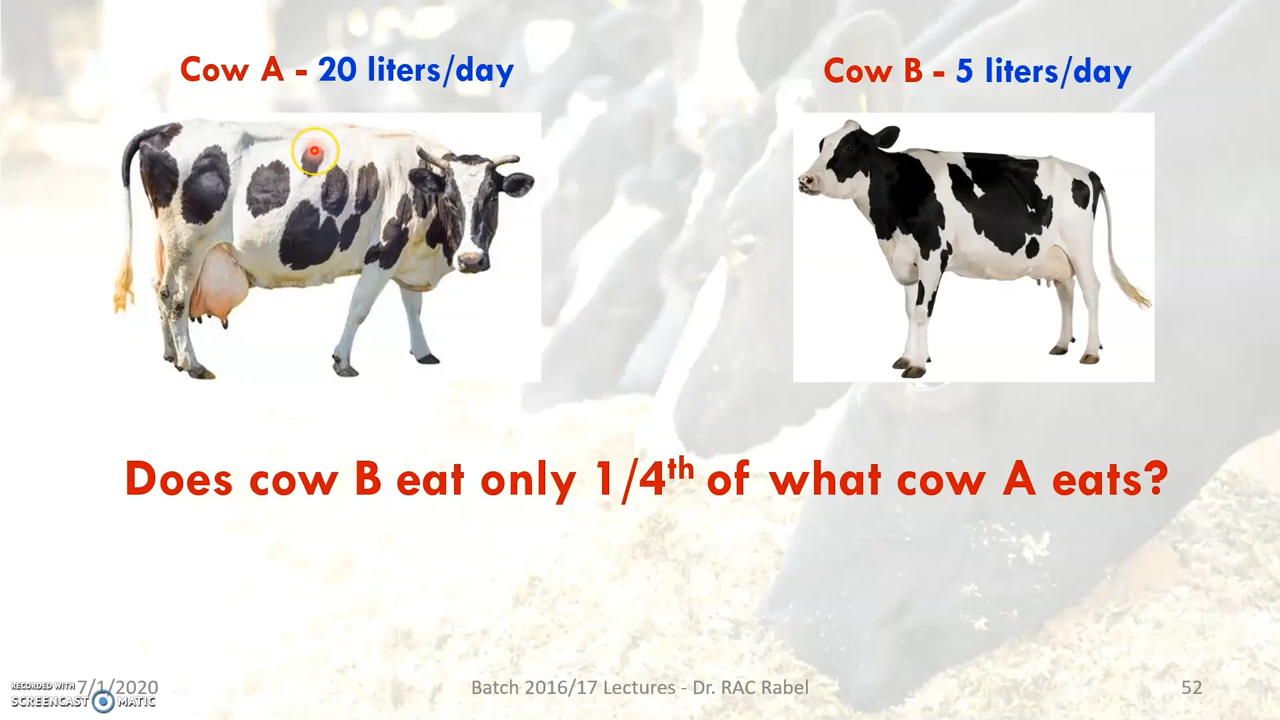 Cow A - 20 liters/day
Cow B - 5 liters/day
Does cow B eat only 1/4th of what cow A eats?
RECORDED WITH
SCREENCAST MATIC
7/1/2020
Batch 2016/17 Lectures - Dr. RAC Rabel
52